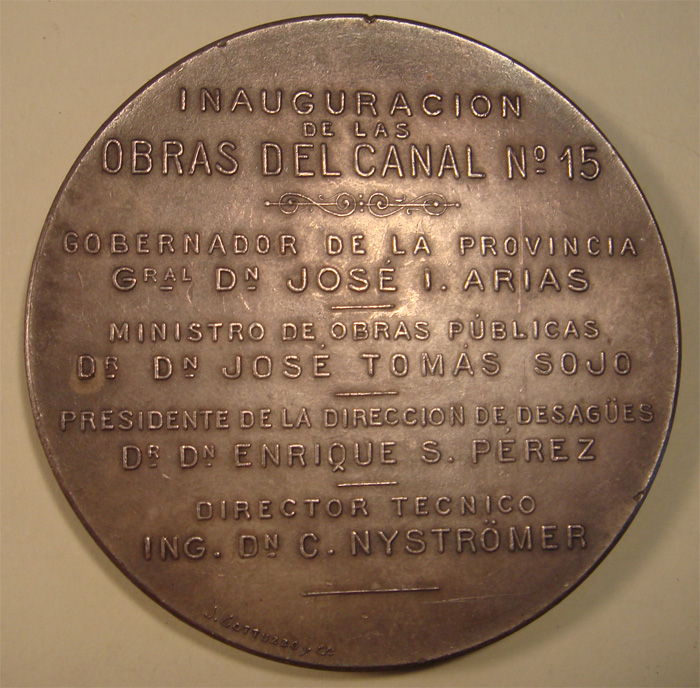 INAUGURACION
DE LAS
OBRAS DEL CANAL Nº 15
GOBERNADOR DE LA PROVINCIA
GRAL DN JOSÉ I. ARIAS
MINISTRO DE OBRAS PÚBLICAS
DR DN JOSÉ TOMÁS SOJO
PRESIDENTE DE LA DIRECCION DE DESAGÜES
DR DN ENRIQUE S. PÉREZ
DIRECTOR TECNICO
ING. DN C. NYSTRÖMER
J. GOTTUZZO y Ca.